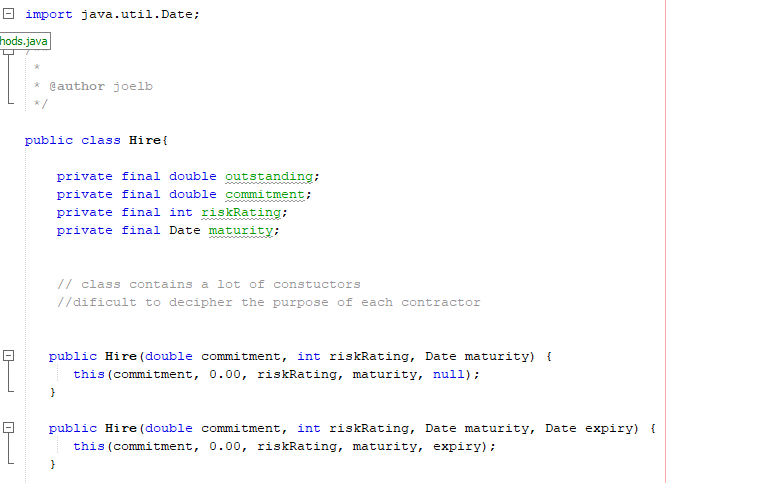 import java.util.Date;
hods.java
*
* @author joelb
*/
public class Hire{
private final double outstanding;
private final double commitment;
private final int riskRating;
private final Date maturity;
// class contains a lot of constuctors
//dificult to decipher the purpose of each contractor
public Hire(double commitment, int riskRating, Date maturity) {
this(commitment, 0.00, riskRating, maturity, null);
}
public Hire(double commitment, int riskRating, Date maturity, Date expiry) {
this(commitment, 0.00, riskRating, maturity, expiry);
}